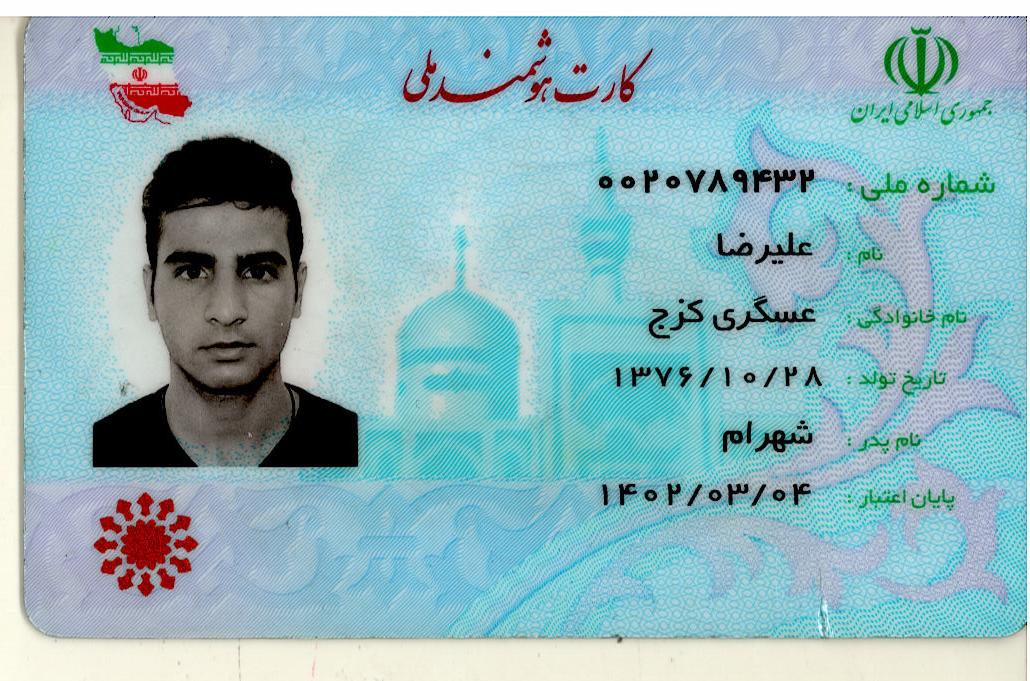 جمهوری اسلامی ایران
کارت هوشمند ملی
شماره ملی : ۰۰۲۰۷۸۹۴۳۲
نام : علیرضا
نام خانوادگی : عسگری کزج
تاریخ تولد : ۱۳۷۶/۱۰/۲۸
نام پدر : شهرام
پایان اعتبار : ۱۴۰۲/۰۳/۰۴